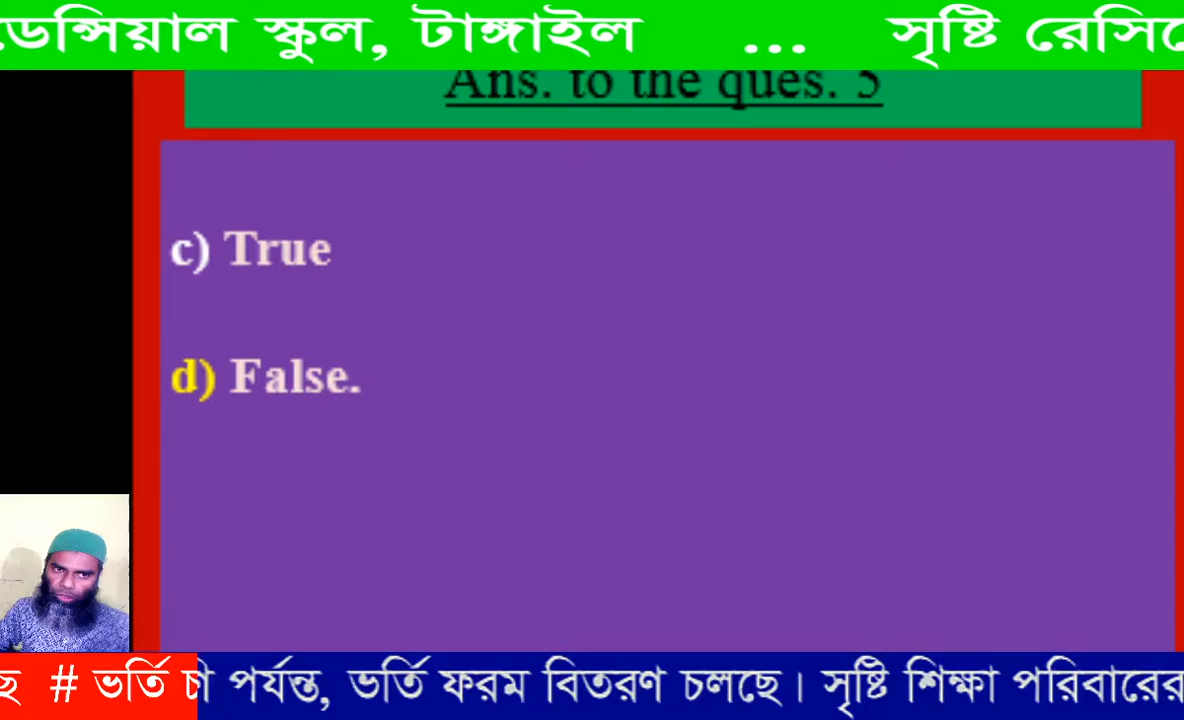 ডেন্সিয়াল স্কুল, টাঙ্গাইল ... সৃষ্টি রেসিডে
Ans. to the ques. 5
c) True
d) False.
ছ # ভর্তি চ
ী পর্যন্ত, ভর্তি ফরম বিতরণ চলছে। সৃষ্টি শিক্ষা পরিবারের